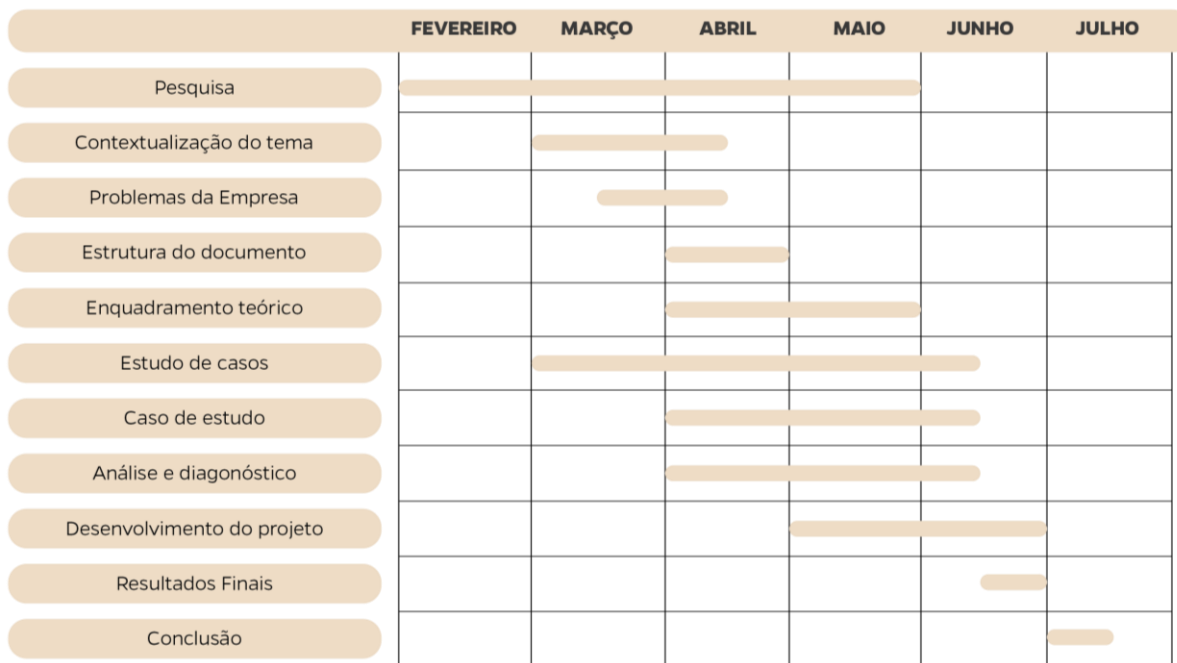 FEVEREIRO MARÇO ABRIL MAIO JUNHO JULHO
Pesquisa
Contextualização do tema
Problemas da Empresa
Estrutura do documento
Enquadramento teórico
Estudo de casos
Caso de estudo
Análise e diagonóstico
Desenvolvimento do projeto
Resultados Finais
Conclusão